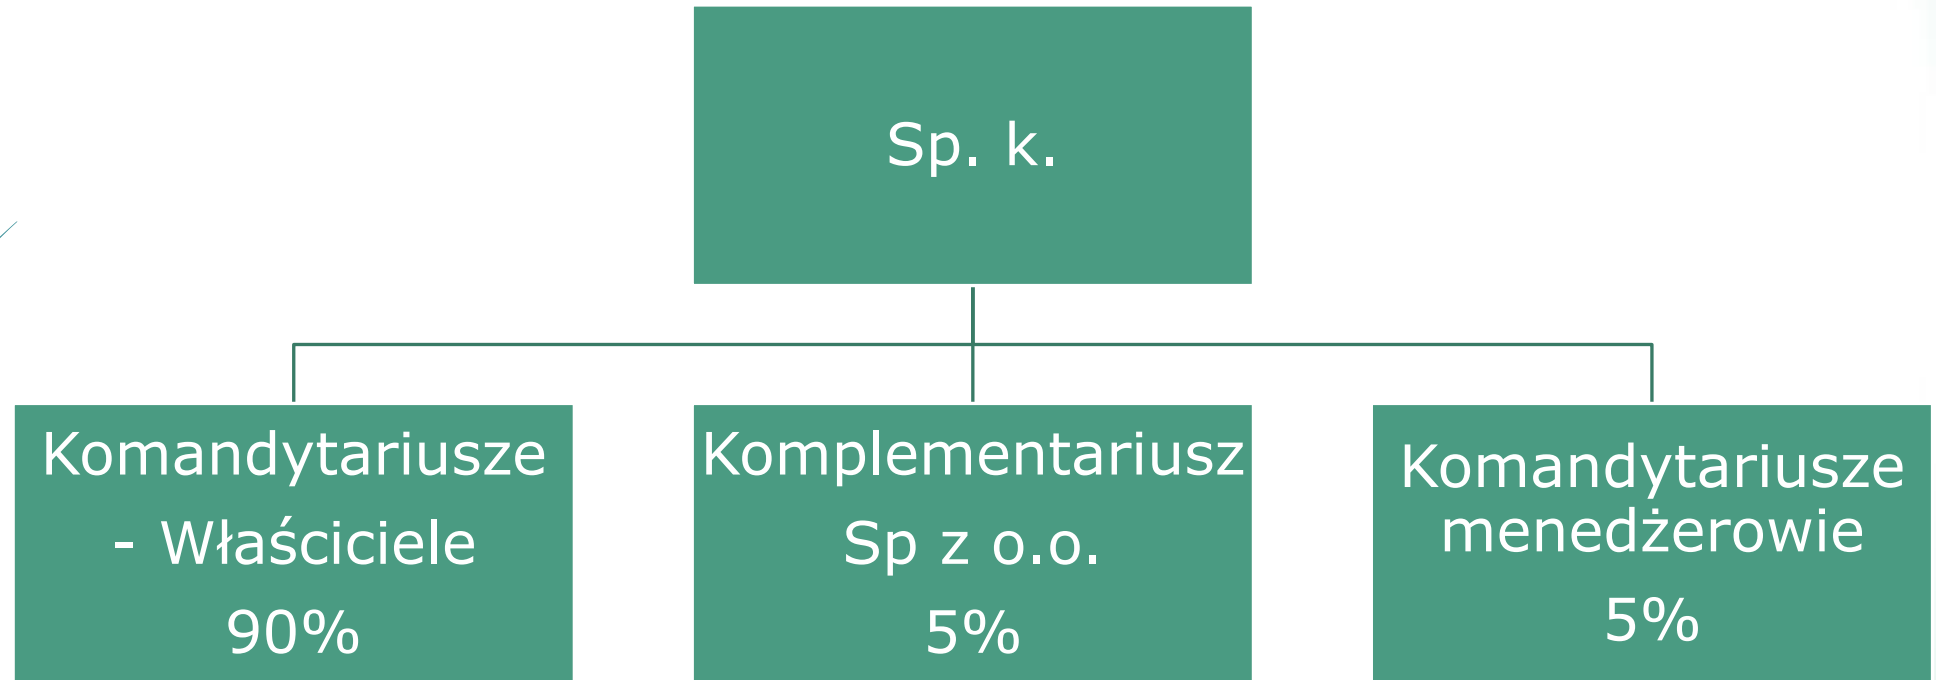 Sp. k.
Komandytariusze
- Właściciele
90%
Komplementariusz
Sp z o.o.
5%
Komandytariusze
menedżerowie
5%